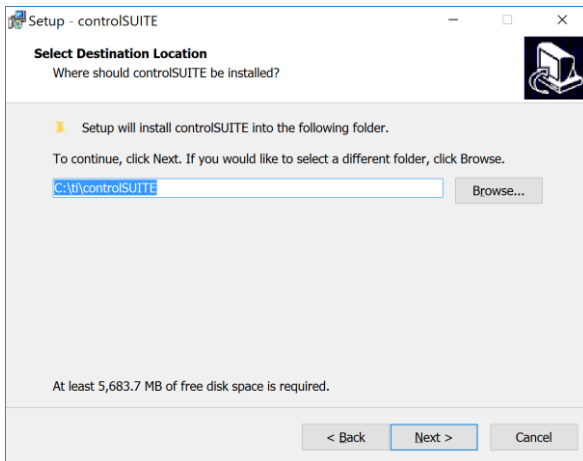 Setup - controlSUITE
Select Destination Location
Where should controlSUITE be installed?
Setup will install controlSUITE into the following folder.
To continue, click Next. If you would like to select a different folder, click Browse.
C:\ti\controlSUITE
Browse...
At least 5,683.7 MB of free disk space is required.
< Back
Next >
Cancel